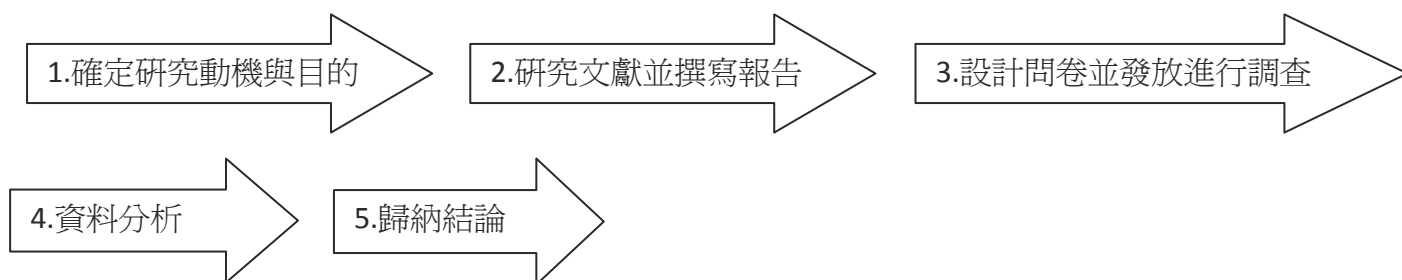 1.確定研究動機與目的
2.研究文獻並撰寫報告
3.設計問卷並發放進行調查
4.資料分析
5.歸納結論